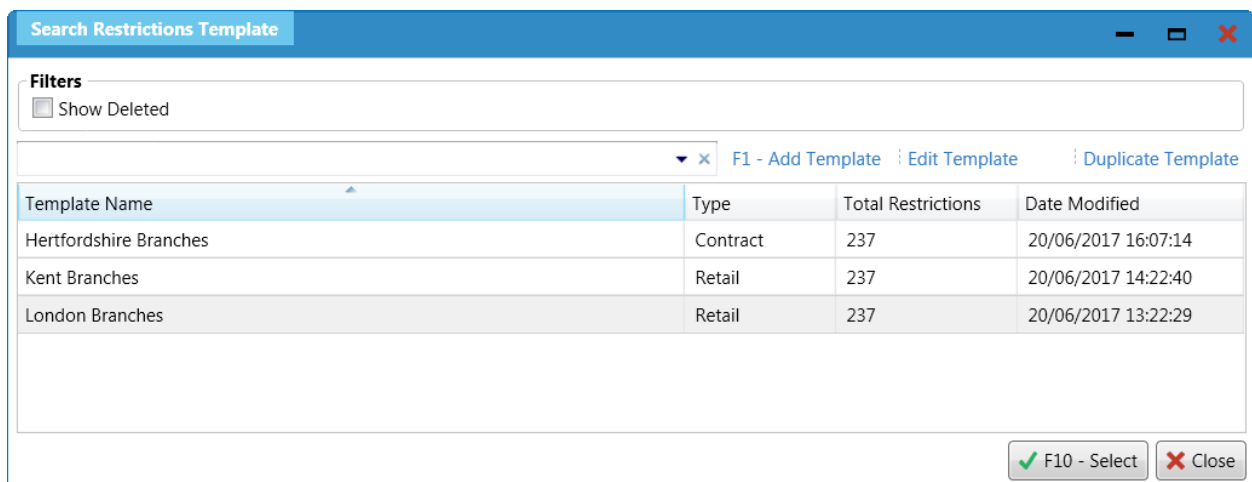 Search Restrictions Template
Filters
Show Deleted
F1 - Add Template Edit Template Duplicate Template
Template Name Type Total Restrictions Date Modified
Hertfordshire Branches Contract 237 20/06/2017 16:07:14
Kent Branches Retail 237 20/06/2017 14:22:40
London Branches Retail 237 20/06/2017 13:22:29
F10 - Select Close